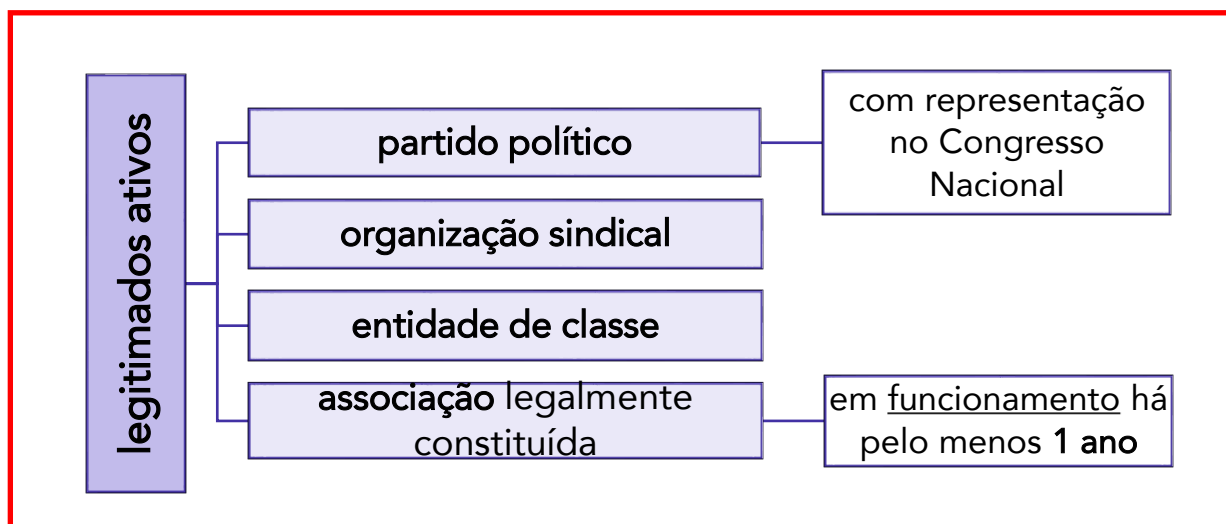 legitimados ativos
partido político
com representação
no Congresso
Nacional
organização sindical
entidade de classe
associação legalmente
constituída
em funcionamento há
pelo menos 1 ano